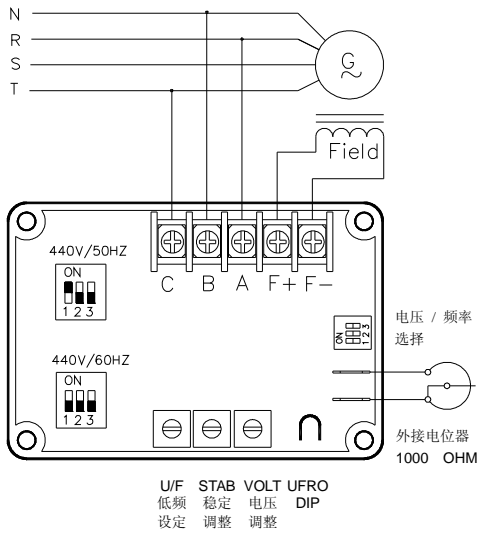 N
R
S
T
G
~
Field
440V/50HZ
ON
1 2 3
C B A F+ F-
440V/60HZ
ON
1 2 3
ON
1 2 3
电压 / 频率
选择
外接电位器
1000 OHM
U/F STAB VOLT UFRO
低频 稳定 电压 DIP
设定 调整 调整